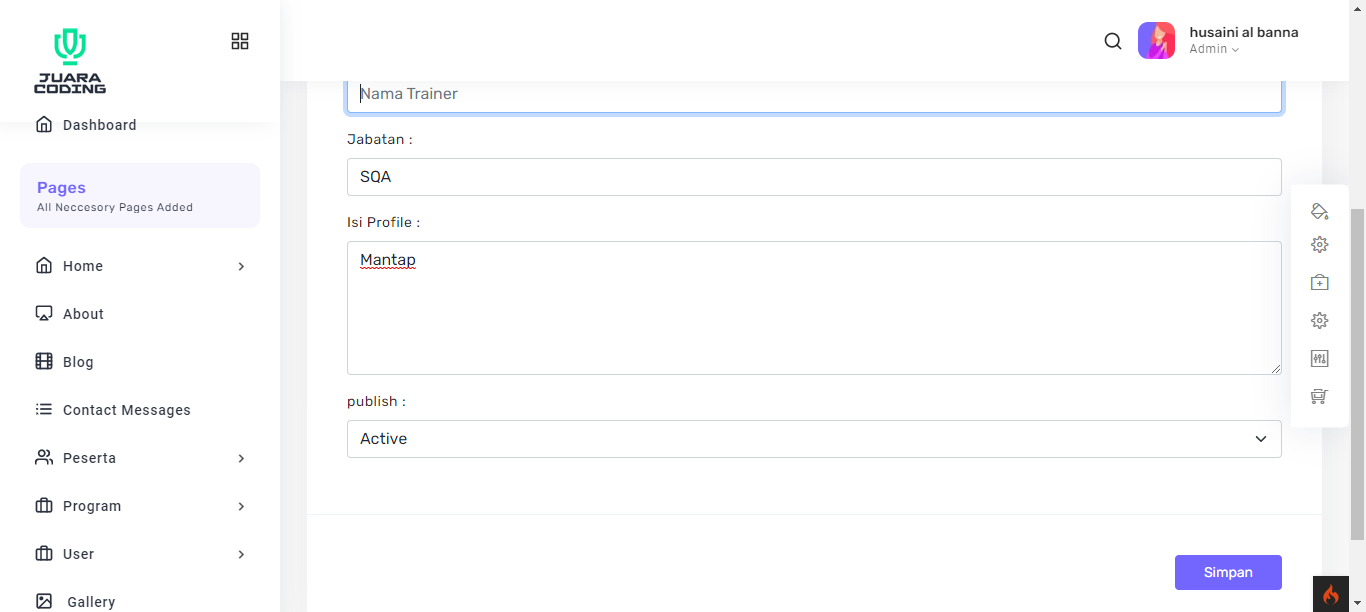 JUARA
CODING
husaini al banna
Admin
Dashboard
Pages
All Neccesory Pages Added
Home
About
Blog
Contact Messages
Peserta
Program
User
Gallery
Nama Trainer
Jabatan :
SQA
Isi Profile :
Mantap
publish :
Active
Simpan